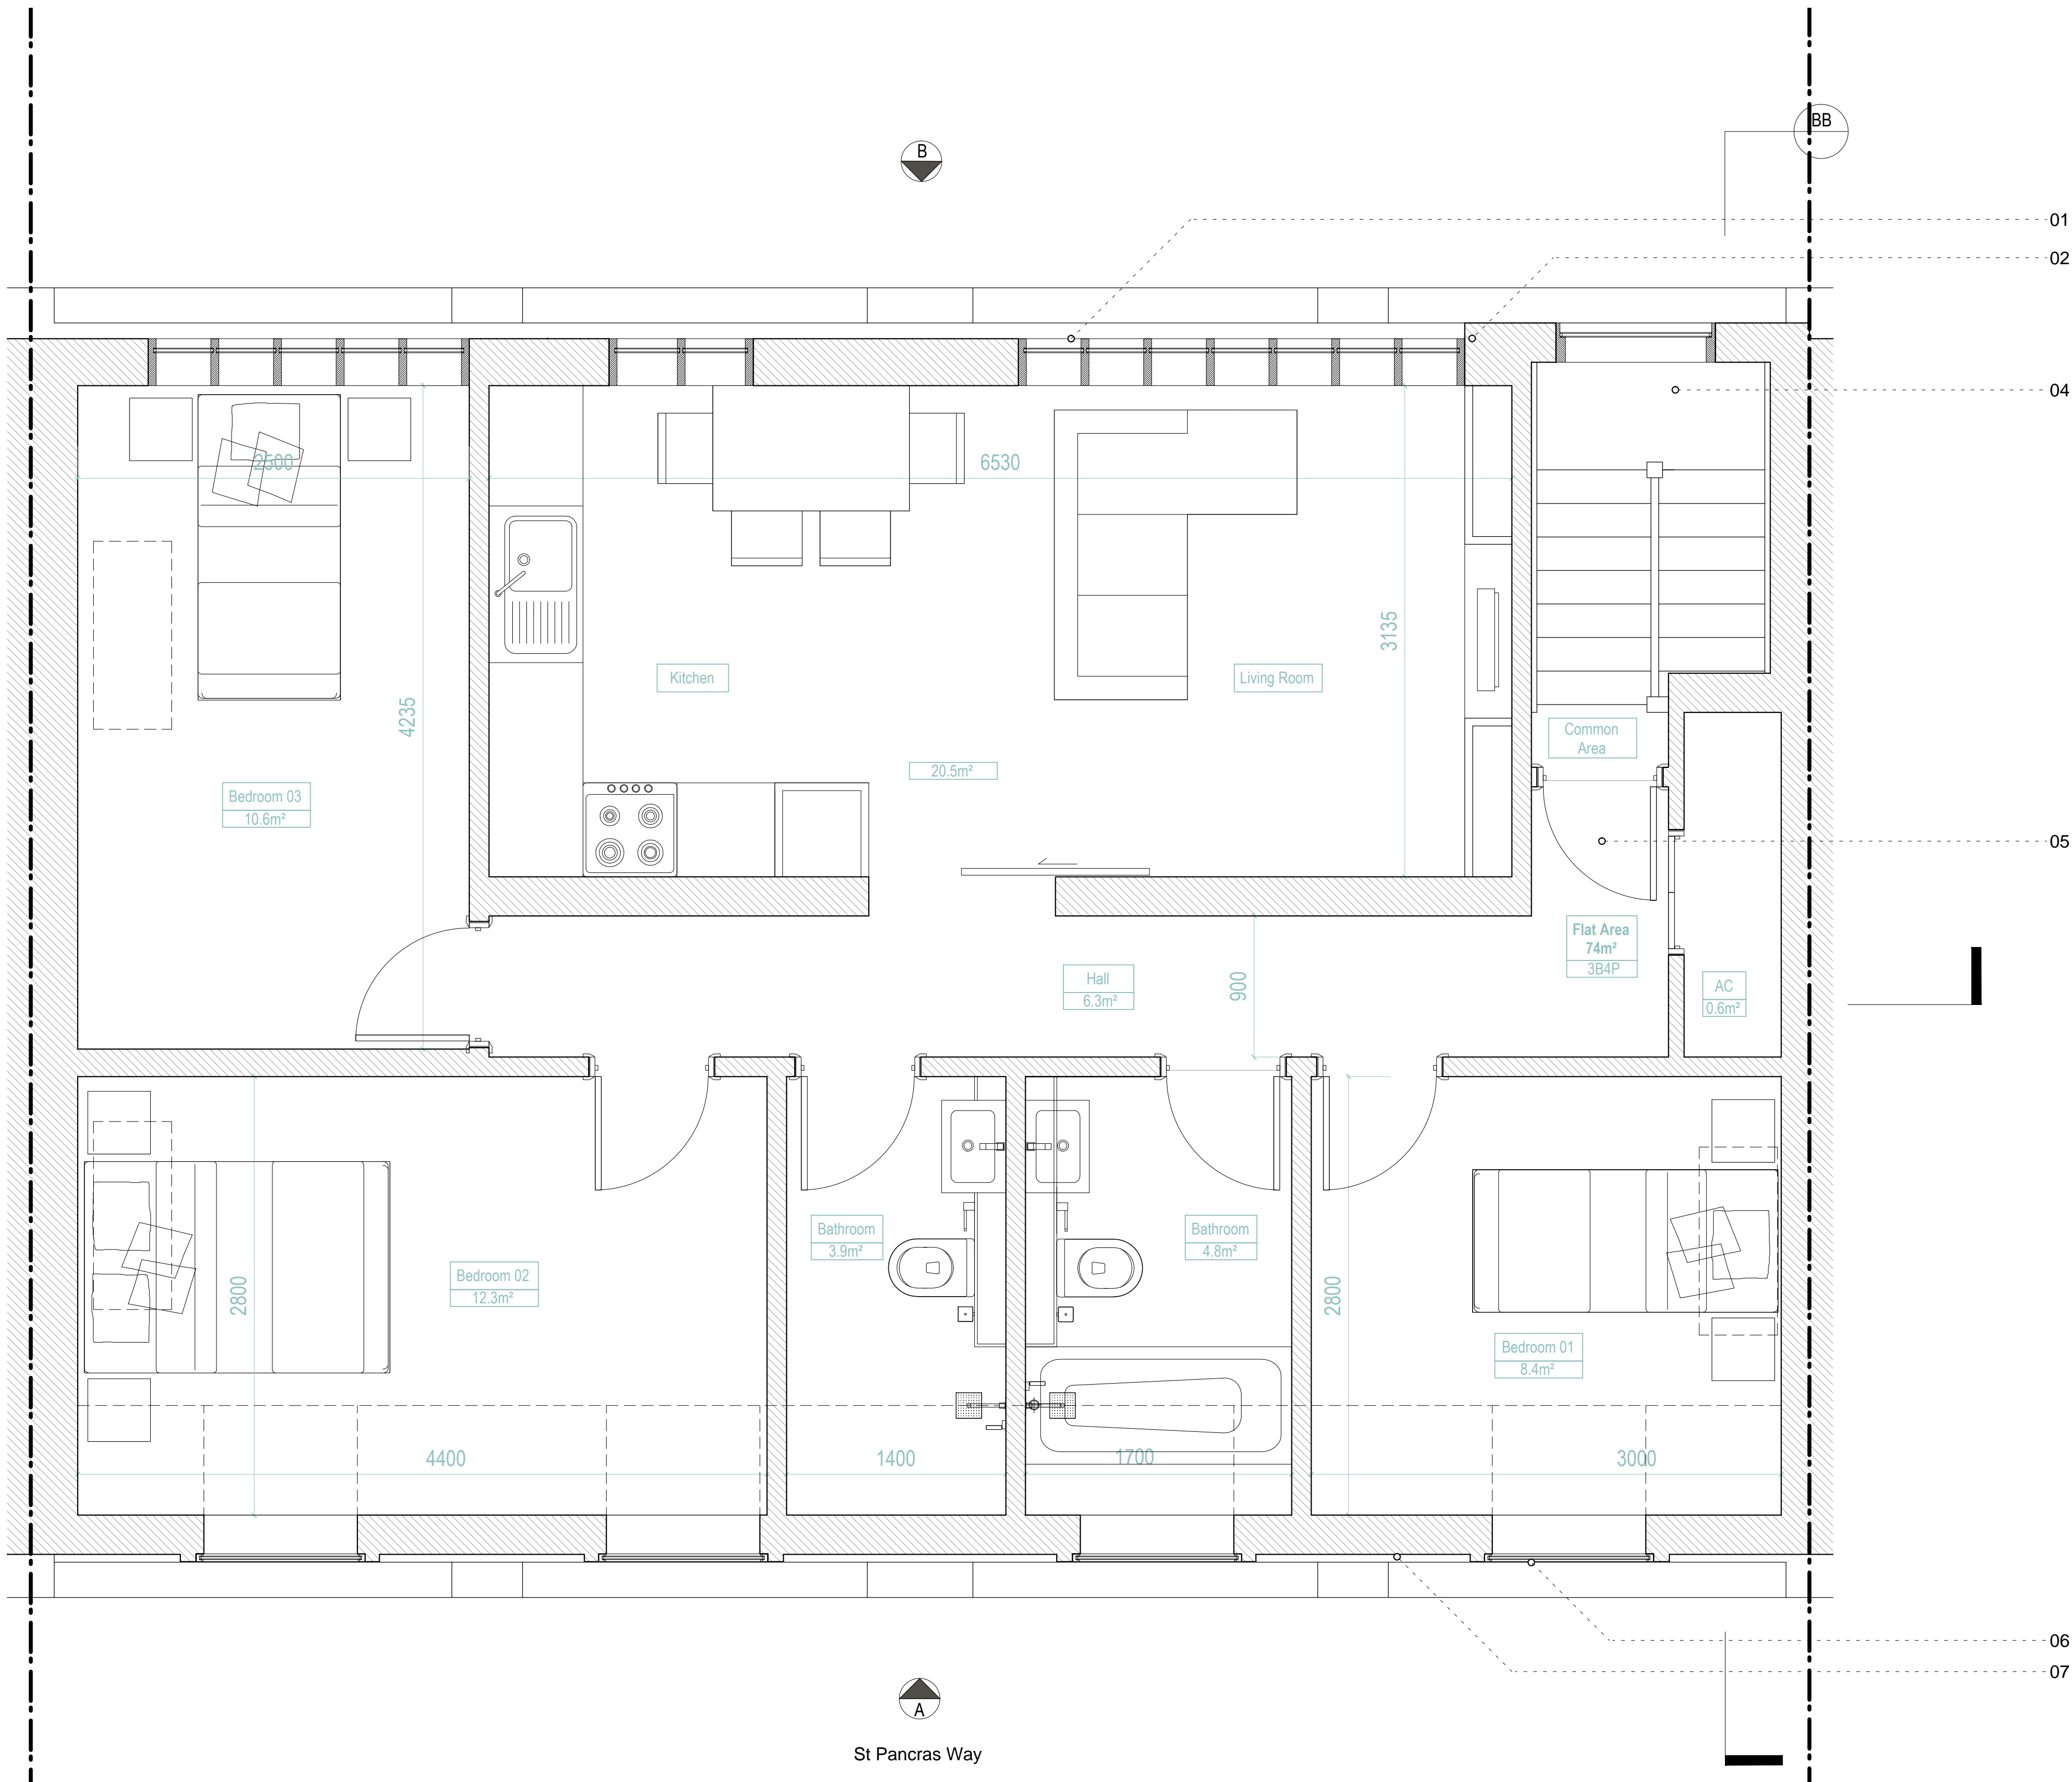 BB
B
01
02
04
2500
6530
3135
Kitchen
Living Room
4235
Common
Area
20.5m²
Bedroom 03
10.6m²
05
Flat Area
74m²
3B4P
Hall
6.3m²
900
AC
0.6m²
Bathroom
3.9m²
Bathroom
4.8m²
Bedroom 02
12.3m²
2800
2800
Bedroom 01
8.4m²
4400
1400
1700
3000
06
07
A
St Pancras Way